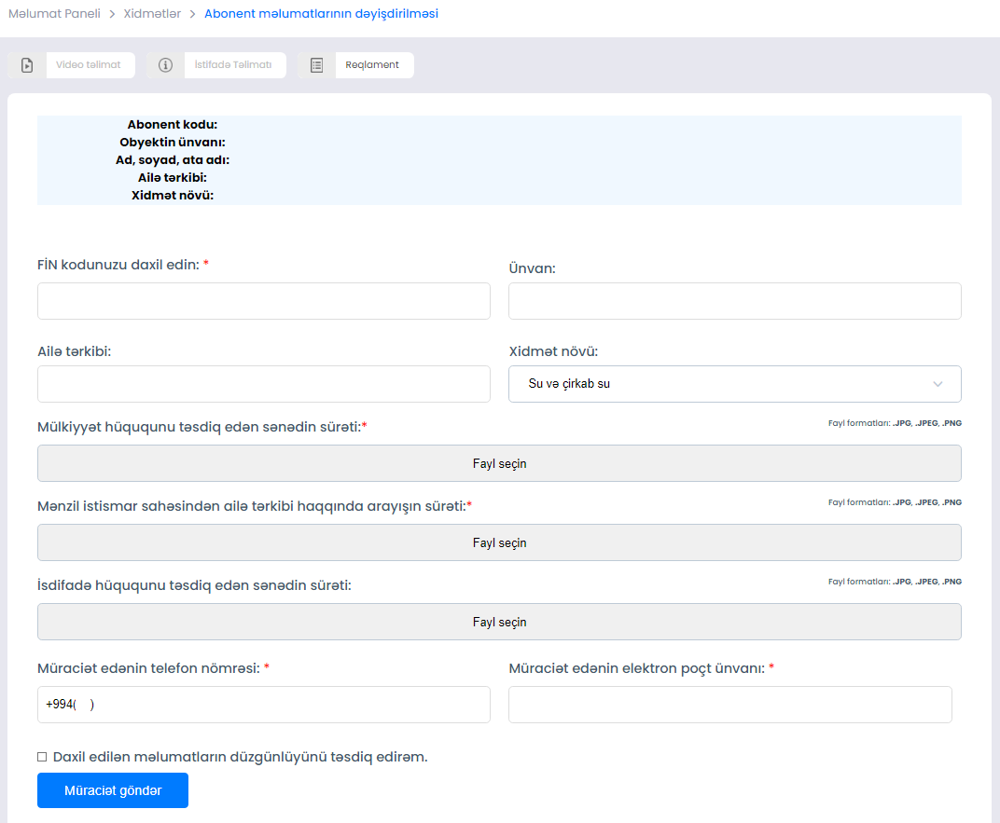 Məlumat Paneli > Xidmətlər > Abonent məlumatlarının dəyişdirilməsi
Video təlimat İstifadə Təlimatı Reqlament
Abonent kodu:
Obyektin ünvanı:
Ad, soyad, ata adı:
Ailə tərkibi:
Xidmət növü:
FİN kodunuzu daxil edin: * Ünvan:
Ailə tərkibi: Xidmət növü:
Su və çirkab su
Mülkiyyət hüququnu təsdiq edən sənədin sürəti:* Fayl formatları: .JPG, .JPEG, .PNG
Fayl seçin
Mənzil istismar sahəsindən ailə tərkibi haqqında arayışın sürəti:* Fayl formatları: .JPG, .JPEG, .PNG
Fayl seçin
İsdifadə hüququnu təsdiq edən sənədin sürəti: Fayl formatları: .JPG, .JPEG, .PNG
Fayl seçin
Müraciət edənin telefon nömrəsi: * Müraciət edənin elektron poçt ünvanı: *
+994( )
Daxil edilən məlumatların düzgünlüyünü təsdiq edirəm.
Müraciət göndər